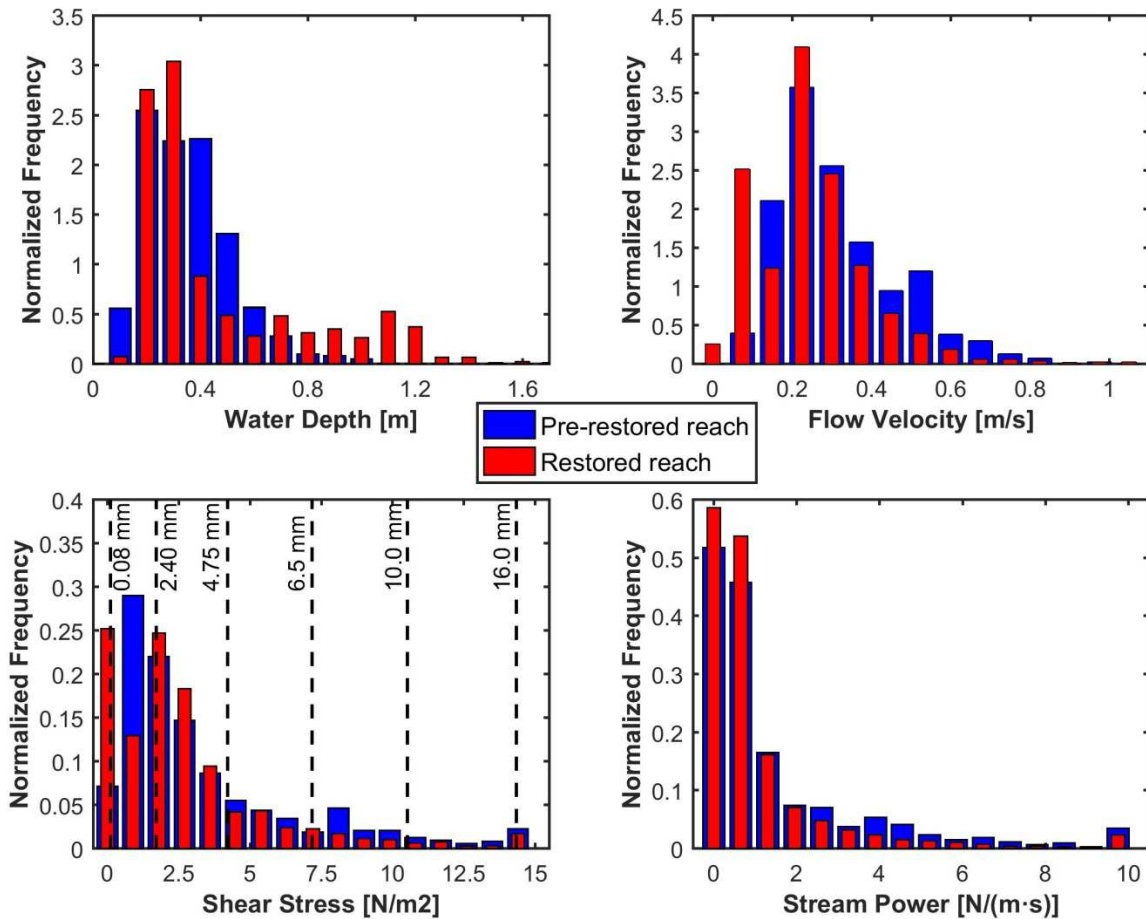 3.5
3
2.5
2
1.5
1
0.5
0
Normalized Frequency
0 0.4 0.8 1.2 1.6
Water Depth [m]
4.5
4
3.5
3
2.5
2
1.5
1
0.5
0
Normalized Frequency
0 0.2 0.4 0.6 0.8 1
Flow Velocity [m/s]
Pre-restored reach
Restored reach
0.4
0.35
0.3
0.25
0.2
0.15
0.1
0.05
0
Normalized Frequency
0.08 mm
2.40 mm
4.75 mm
6.5 mm
10.0 mm
16.0 mm
0 2.5 5 7.5 10 12.5 15
Shear Stress [N/m2]
0.6
0.5
0.4
0.3
0.2
0.1
0
Normalized Frequency
0 2 4 6 8 10
Stream Power [N/(m·s)]